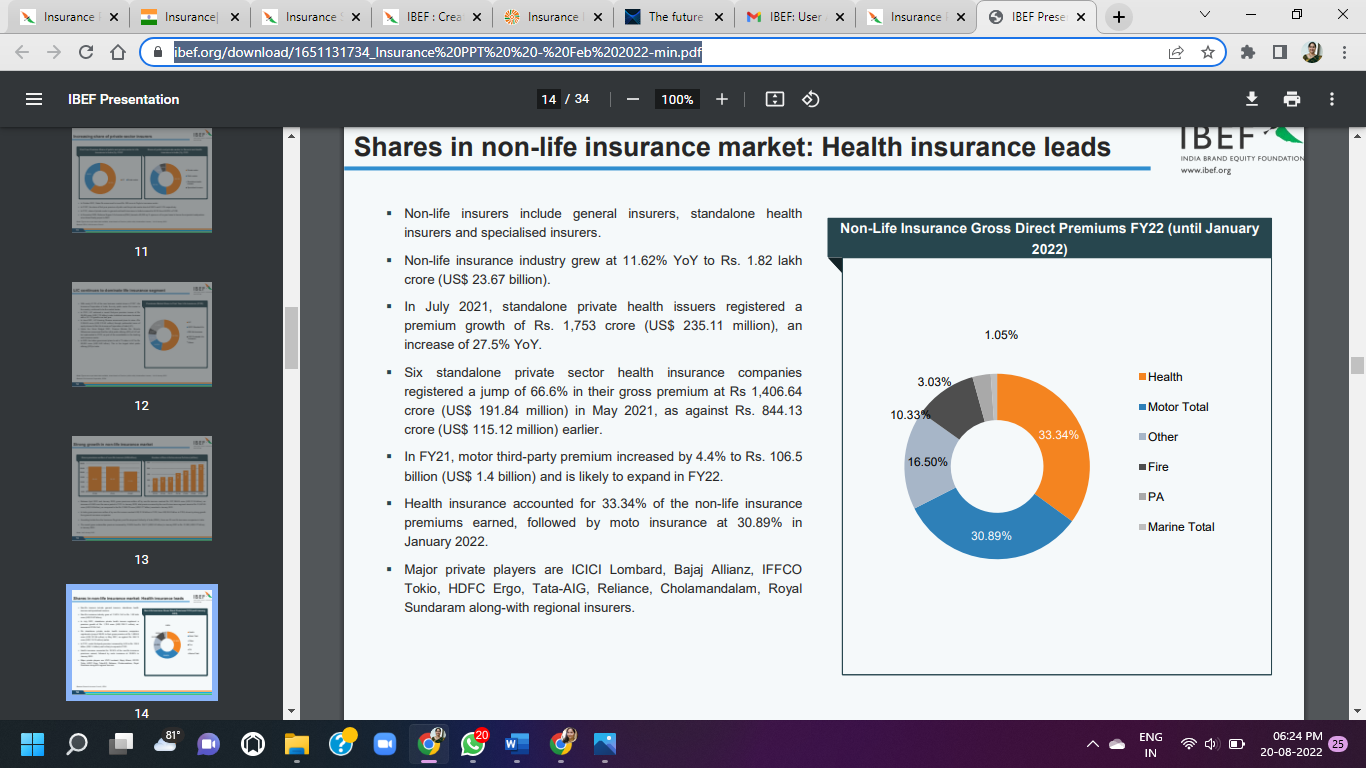 Insurance
Insurance|
Insurance
IBEF : Crea
Insurance
The future
IBEF: User
Insurance
IBEF Prese
ibef.org/download/1651131734_Insurance%20PPT%20%20-%20Feb%202022-min.pdf
IBEF Presentation
14 / 34
100%
11
12
13
Shares in non-life insurance market: Health insurance leads
14
Shares in non-life insurance market: Health insurance leads
IBEF
INDIA BRAND EQUITY FOUNDATION
www.ibef.org
▪ Non-life insurers include general insurers, standalone health
insurers and specialised insurers.
▪ Non-life insurance industry grew at 11.62% YoY to Rs. 1.82 lakh
crore (US$ 23.67 billion).
▪ In July 2021, standalone private health issuers registered a
premium growth of Rs. 1,753 crore (US$ 235.11 million), an
increase of 27.5% YoY.
▪ Six standalone private sector health insurance companies
registered a jump of 66.6% in their gross premium at Rs 1,406.64
crore (US$ 191.84 million) in May 2021, as against Rs. 844.13
crore (US$ 115.12 million) earlier.
▪ In FY21, motor third-party premium increased by 4.4% to Rs. 106.5
billion (US$ 1.4 billion) and is likely to expand in FY22.
▪ Health insurance accounted for 33.34% of the non-life insurance
premiums earned, followed by moto insurance at 30.89% in
January 2022.
▪ Major private players are ICICI Lombard, Bajaj Allianz, IFFCO
Tokio, HDFC Ergo, Tata-AIG, Reliance, Cholamandalam, Royal
Sundaram along-with regional insurers.
Non-Life Insurance Gross Direct Premiums FY22 (until January
2022)
1.05%
3.03%
10.33%
16.50%
33.34%
30.89%
Health
Motor Total
Other
Fire
PA
Marine Total
81°
20
ENG
IN
06:24 PM
20-08-2022
25